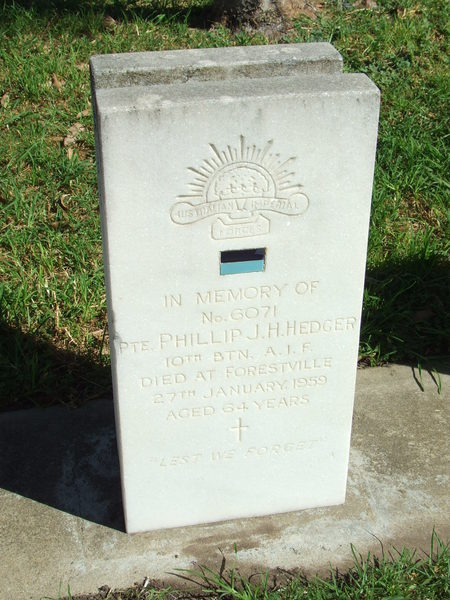 AUSTRALIAN IMPERIAL
FORCES
IN MEMORY OF
No. 6071
PTE. PHILLIP J. H. HEDGER
10TH BTN. A.I.F.
DIED AT FORESTVILLE
27TH JANUARY, 1959
AGED 64 YEARS
"LEST WE FORGET"